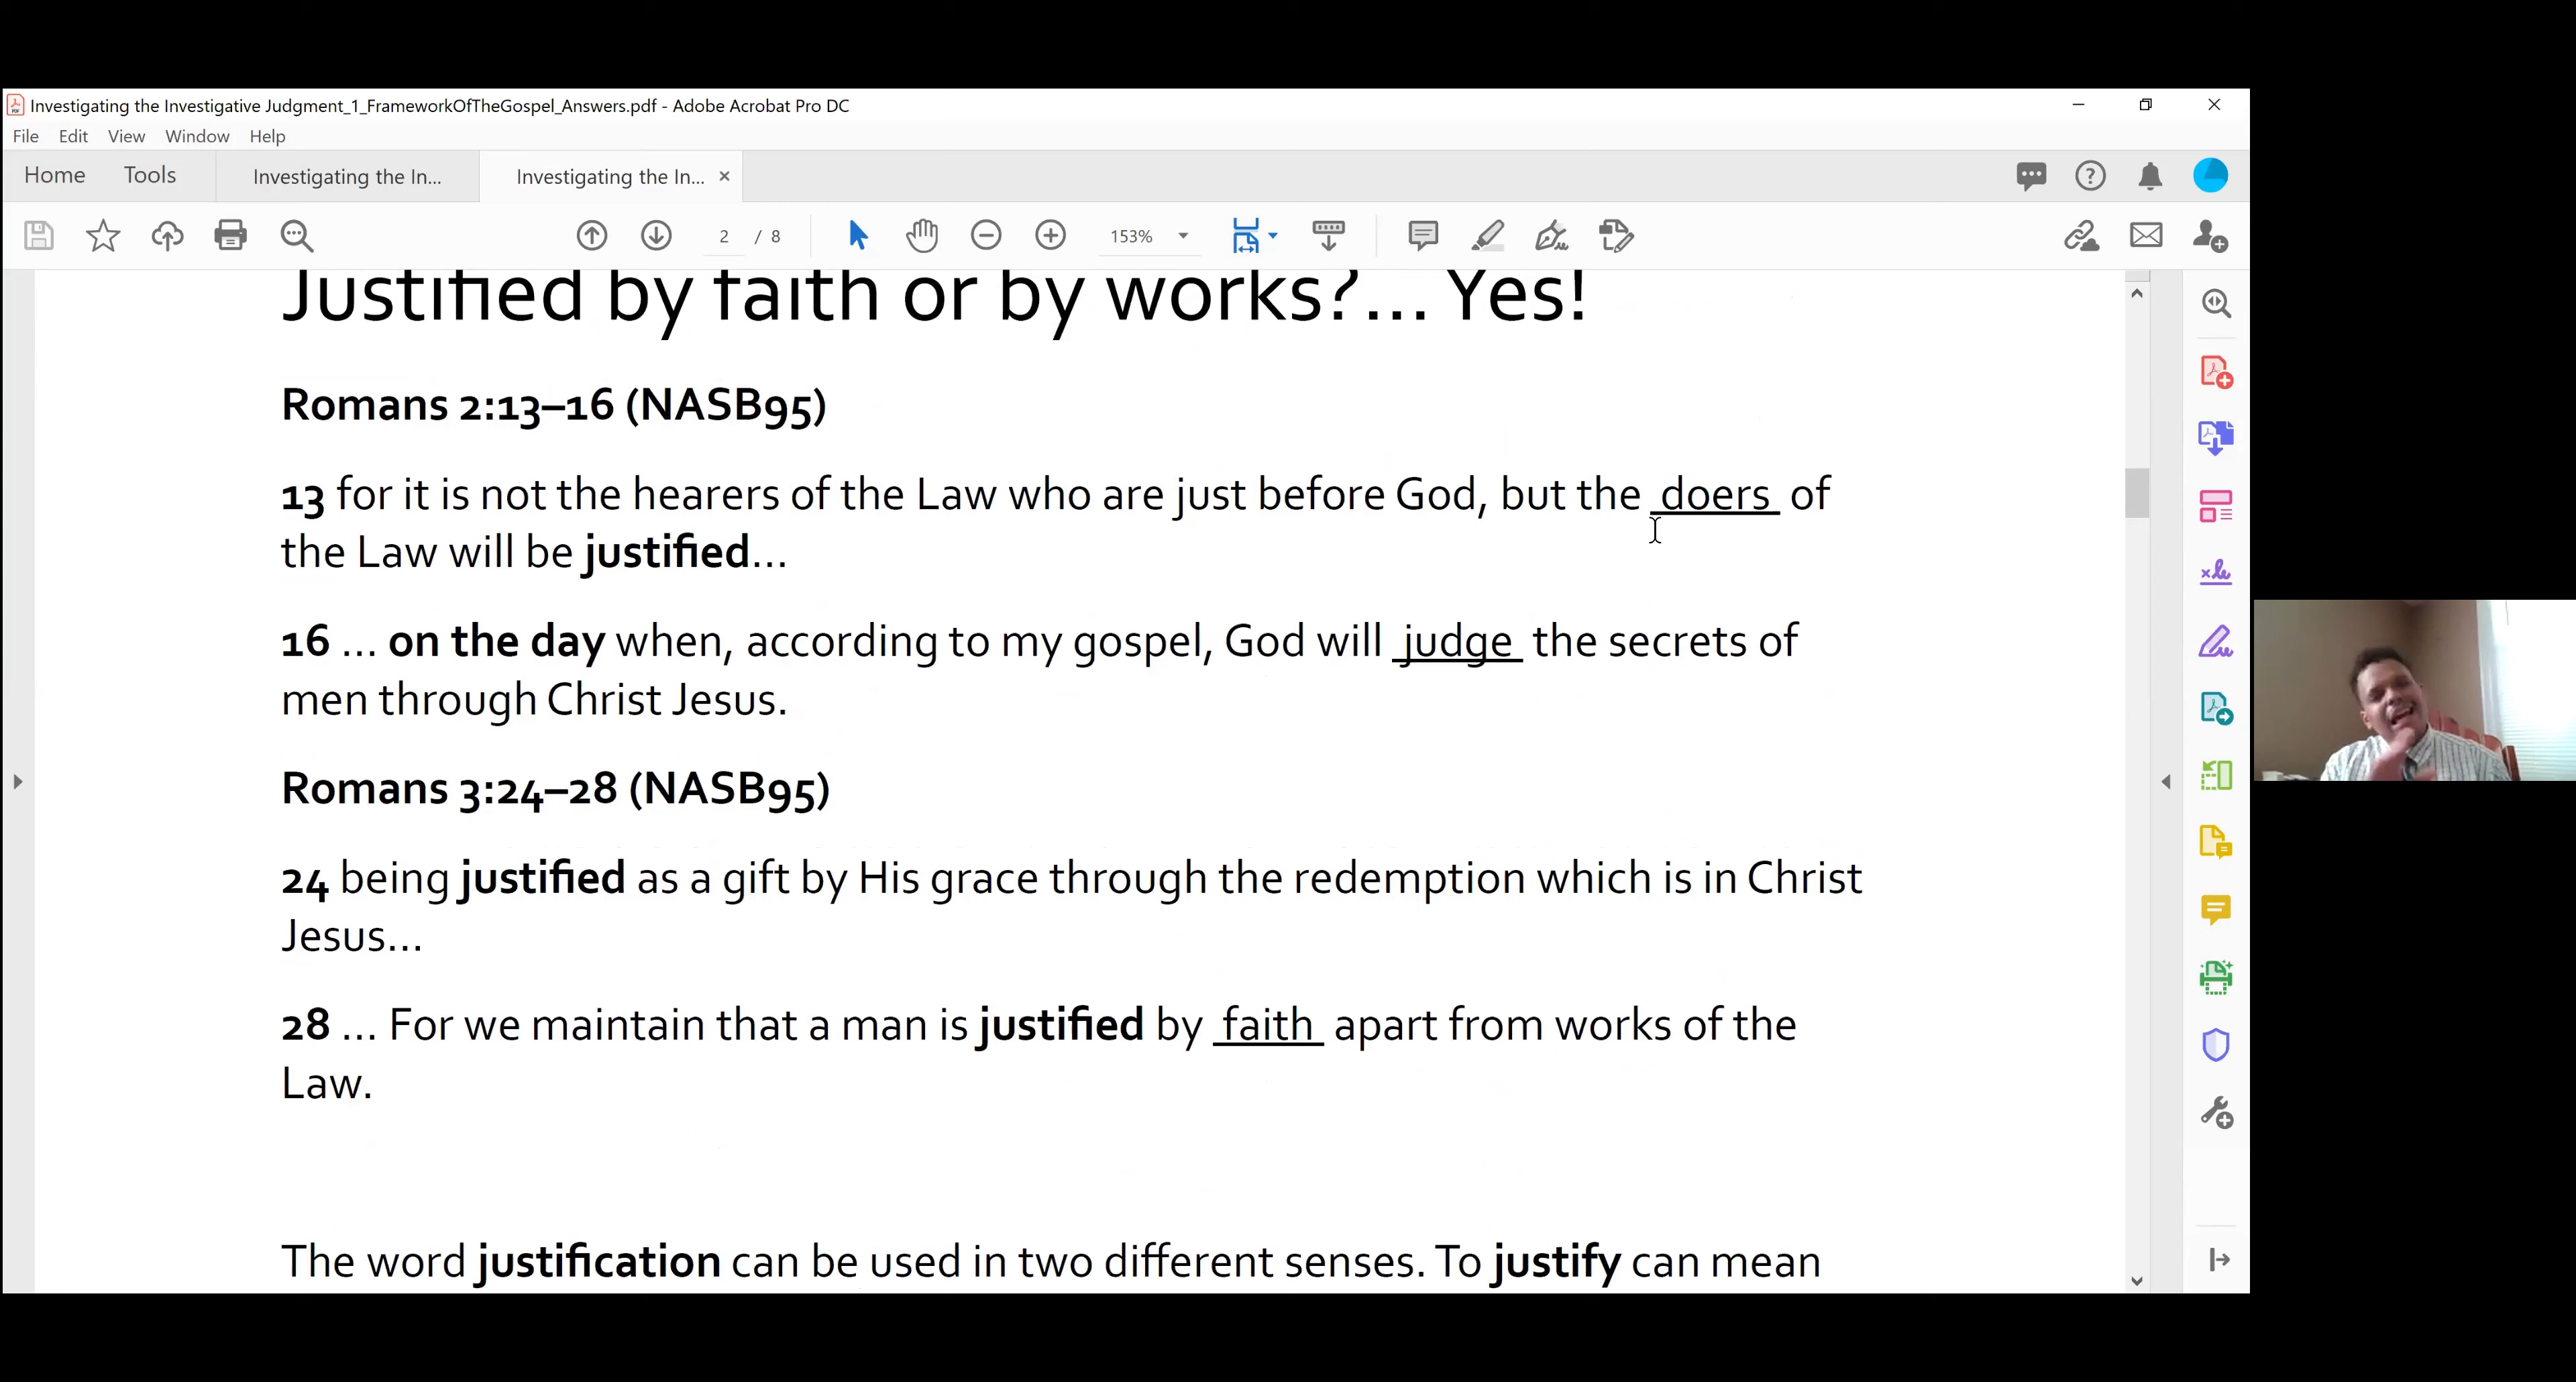 Investigating the Investigative Judgment_1_FrameworkOfTheGospel_Answers.pdf - Adobe Acrobat Pro DC
File Edit View Window Help
Home Tools Investigating the In... Investigating the In...
2 / 8 153%
Justified by faith or by works?... Yes!
Romans 2:13–16 (NASB95)
13 for it is not the hearers of the Law who are just before God, but the doers of
the Law will be justified...
16 ... on the day when, according to my gospel, God will judge the secrets of
men through Christ Jesus.
Romans 3:24–28 (NASB95)
24 being justified as a gift by His grace through the redemption which is in Christ
Jesus...
28 ... For we maintain that a man is justified by faith apart from works of the
Law.
The word justification can be used in two different senses. To justify can mean